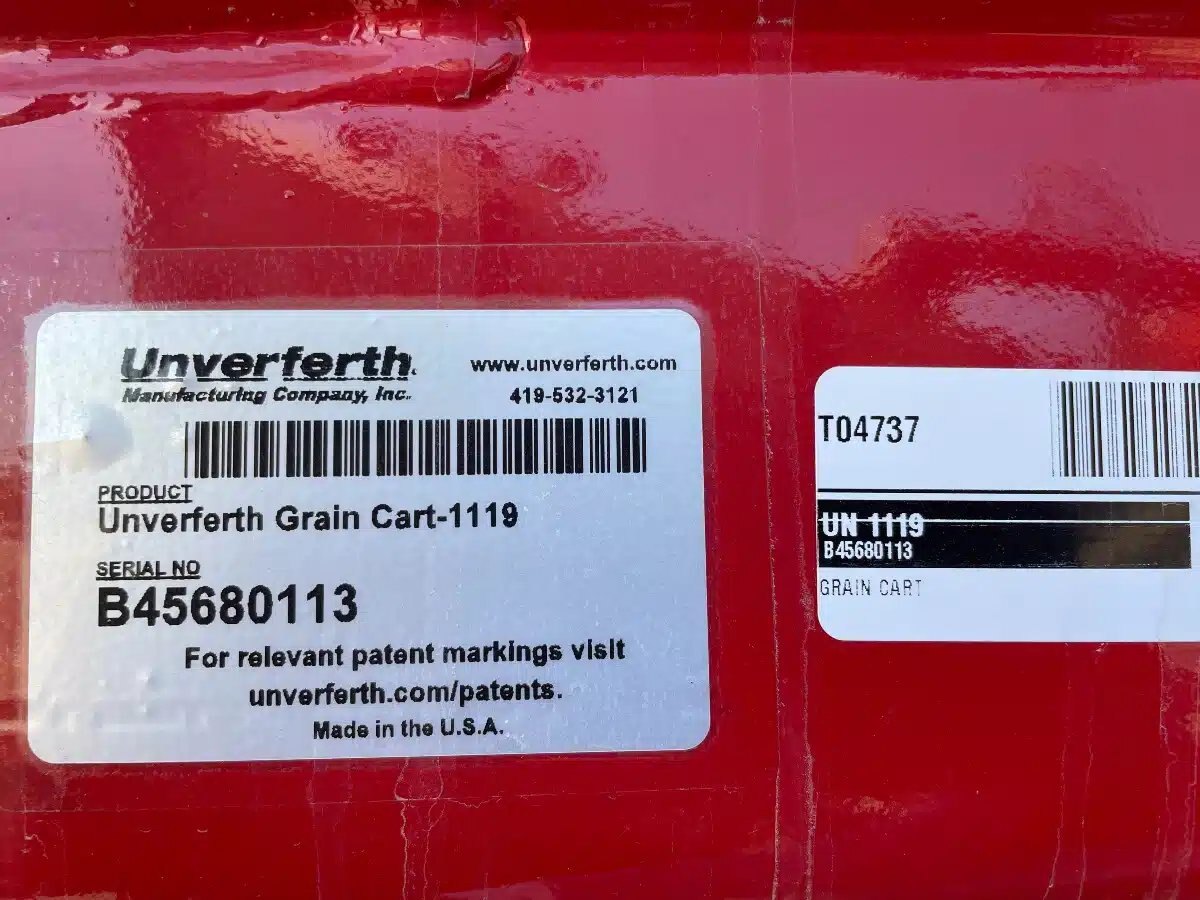 Unverferth
Manufacturing Company, Inc.
www.unverferth.com
419-532-3121
PRODUCT
Unverferth Grain Cart-1119
SERIAL NO
B45680113
For relevant patent markings visit
unverferth.com/patents.
Made in the U.S.A.
T04737
UN 1119
B45680113
GRAIN CART